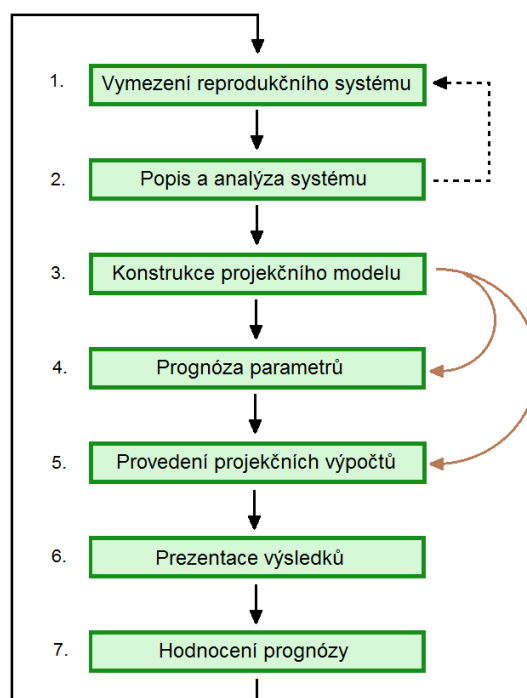 1. Vymezení reprodukčního systému
2. Popis a analýza systému
3. Konstrukce projekčního modelu
4. Prognóza parametrů
5. Provedení projekčních výpočtů
6. Prezentace výsledků
7. Hodnocení prognózy